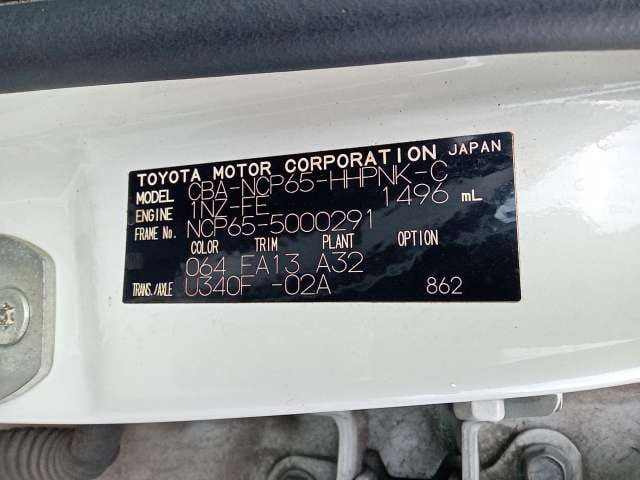 TOYOTA MOTOR CORPORATION JAPAN
MODEL CBA-NCP65-HHPNK-C
ENGINE 1NZ-FE 1496 mL
FRAME No. NCP65-5000291
COLOR TRIM PLANT OPTION
064 FA13 A32
TRANS./AXLE U340F -02A 862